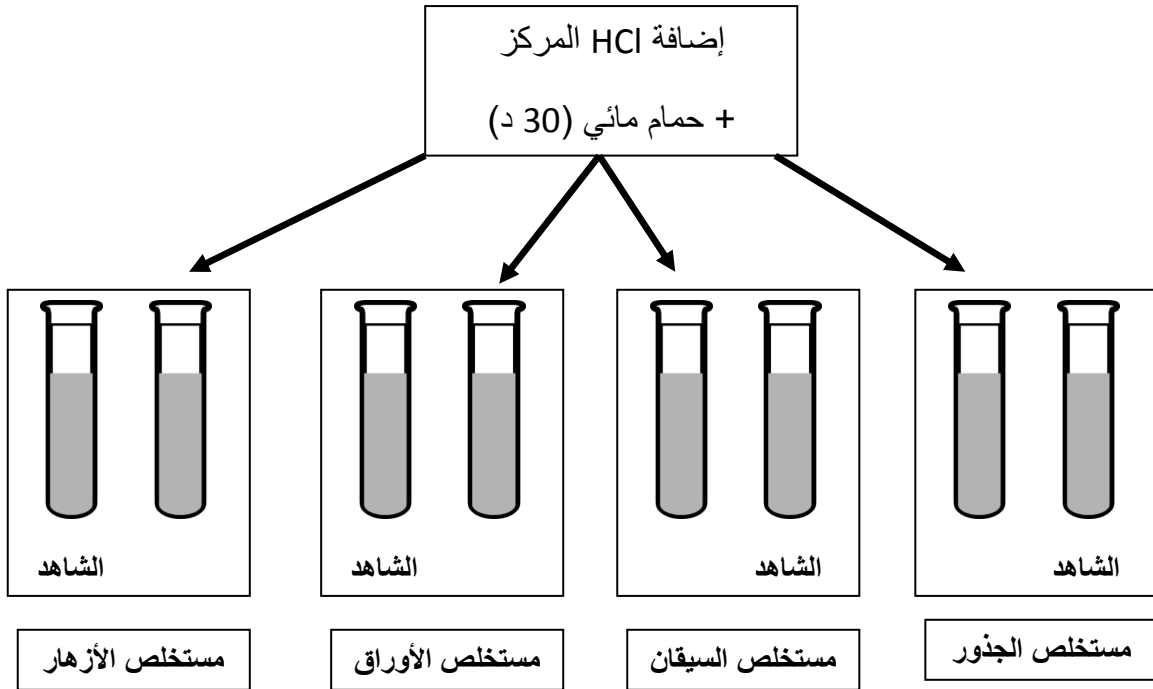 إضافة HCl المركز
+ حمام مائي (30 د)
الشاهد
الشاهد
الشاهد
الشاهد
مستخلص الجذور
مستخلص السيقان
مستخلص الأوراق
مستخلص الأزهار